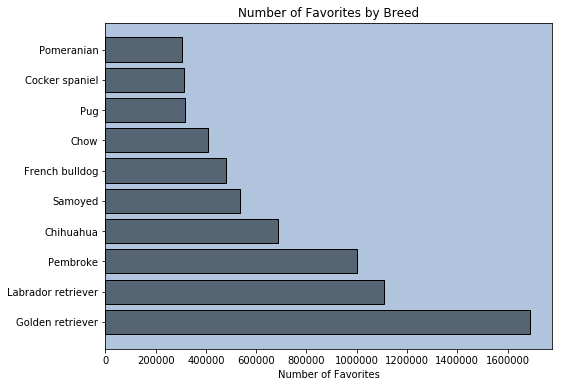 Number of Favorites by Breed
Pomeranian
Cocker spaniel
Pug
Chow
French bulldog
Samoyed
Chihuahua
Pembroke
Labrador retriever
Golden retriever
0 200000 400000 600000 800000 1000000 1200000 1400000 1600000
Number of Favorites